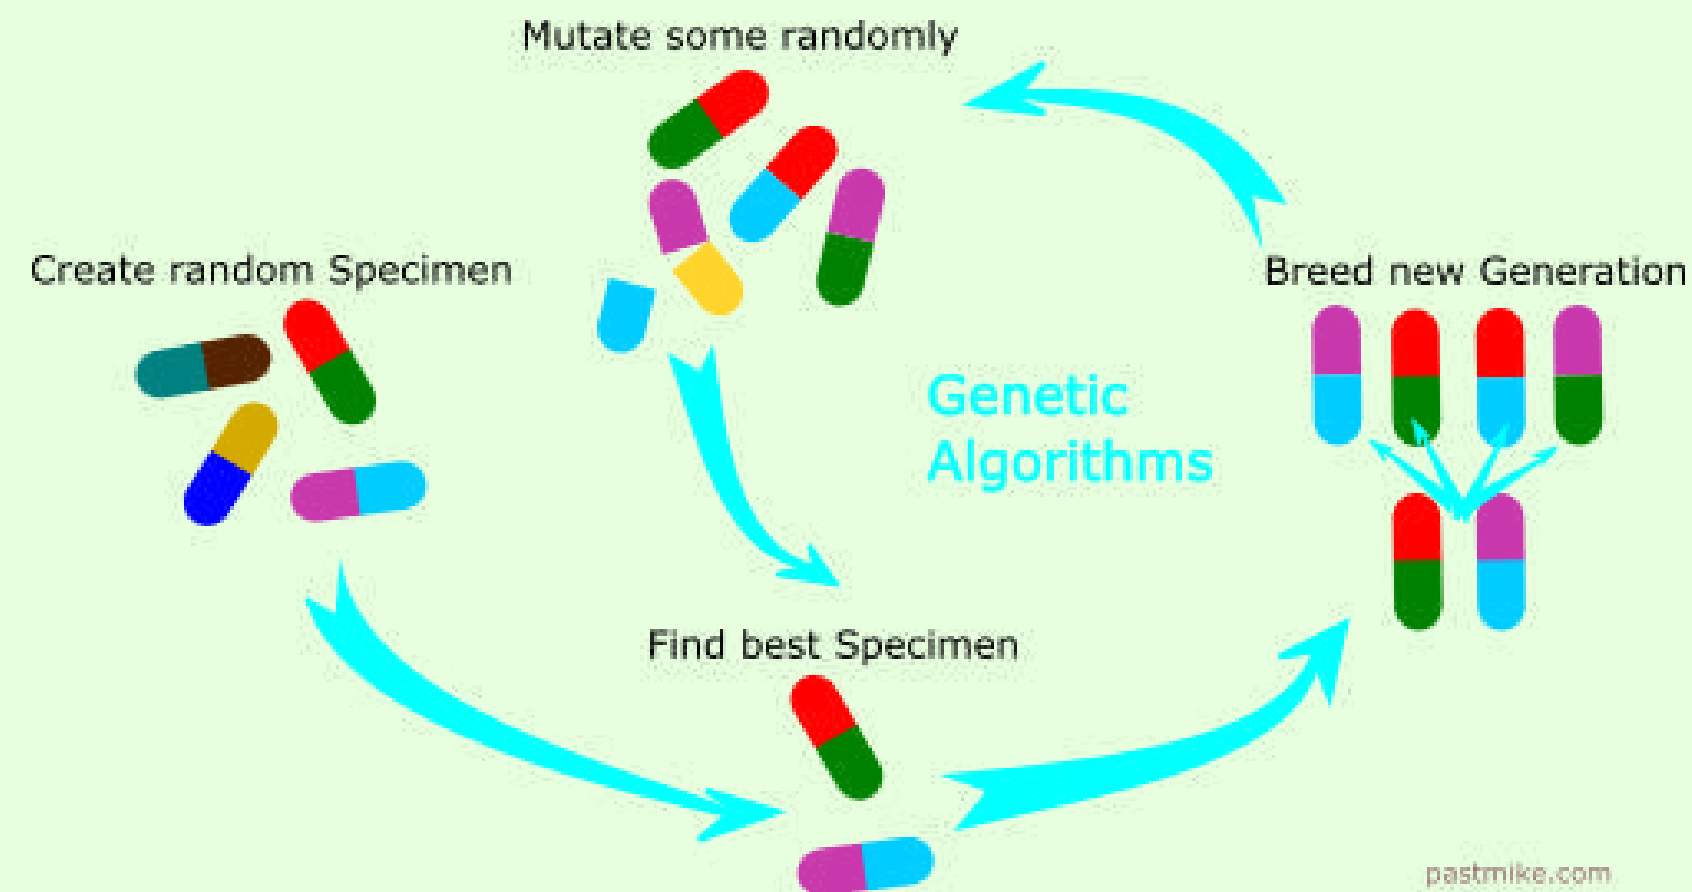 Mutate some randomly
Create random Specimen
Breed new Generation
Genetic
Algorithms
Find best Specimen
pastmike.com